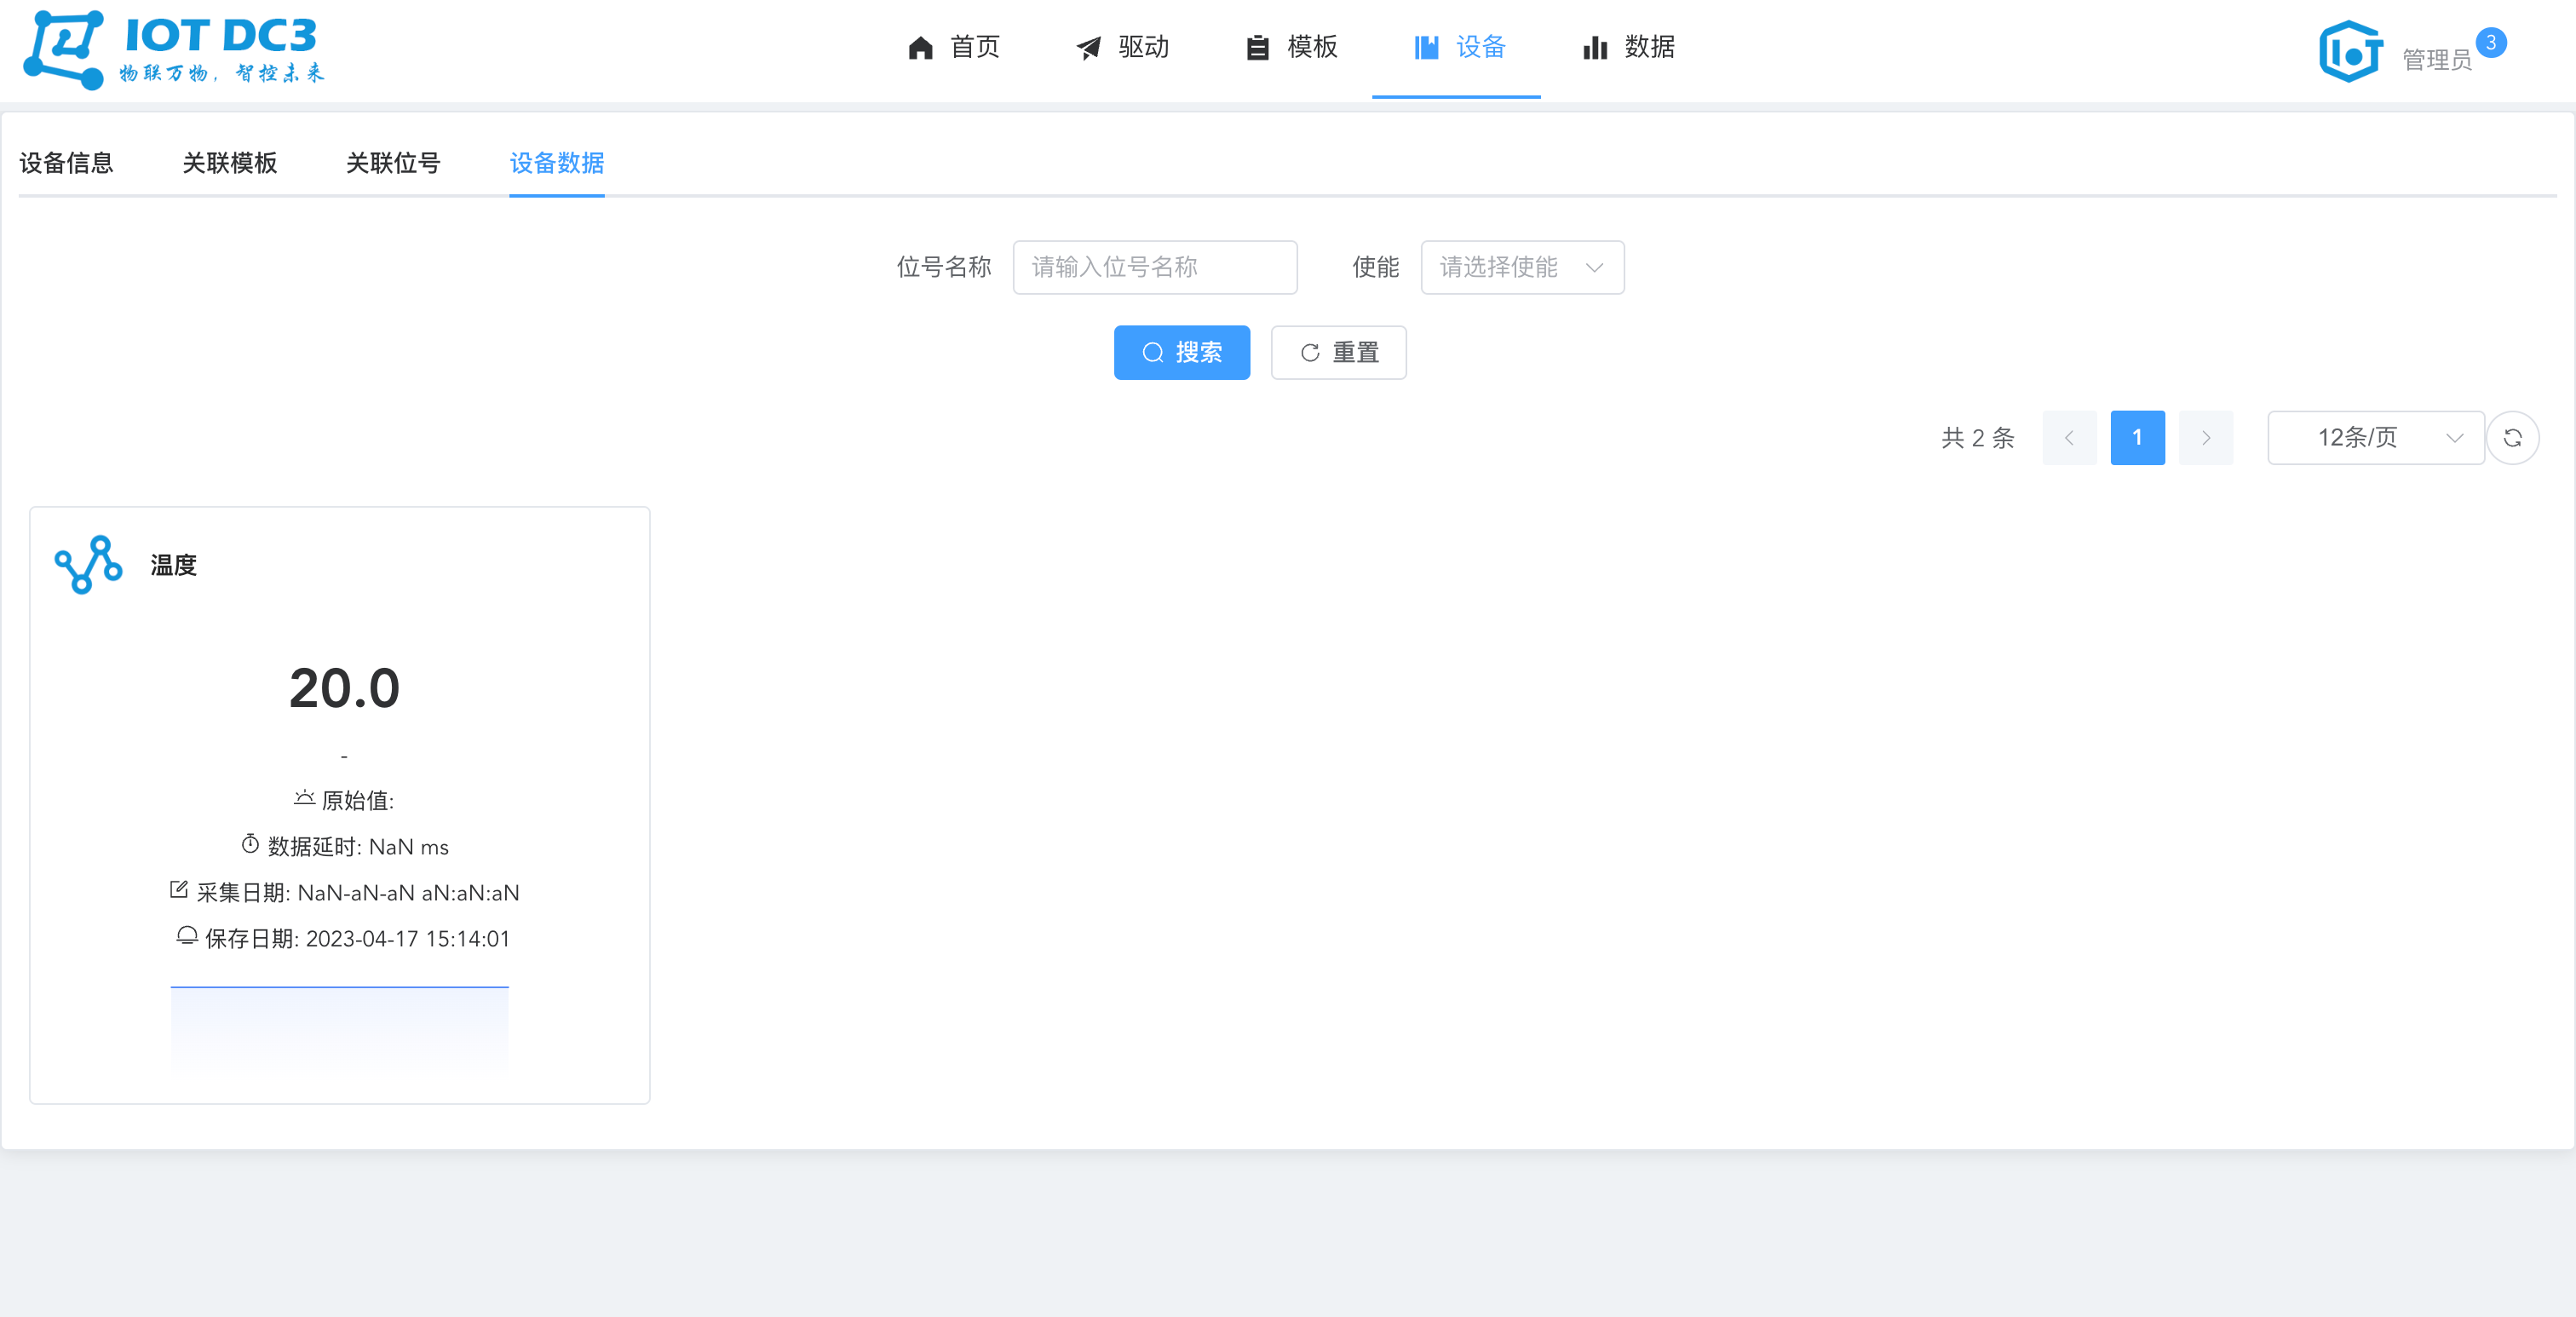 IOT DC3
物联万物，智控未来
首页
驱动
模板
设备
数据
管理员
3
设备信息
关联模板
关联位号
设备数据
位号名称
请输入位号名称
使能
请选择使能
搜索
重置
共 2 条
1
12条/页
温度
20.0
-
原始值:
数据延时: NaN ms
采集日期: NaN-aN-aN aN:aN:aN
保存日期: 2023-04-17 15:14:01